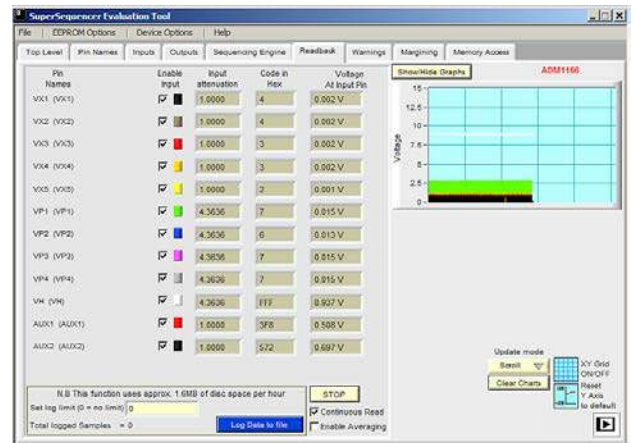 SuperSequencer Evaluation Tool
File EEPROM Options Device Options Help
Top Level Pin Names Inputs Outputs Sequencing Engine Readback Warnings Margining Memory Access
Pin Names Enable Input Input attenuation Code in Hex Voltage At Input Pin
VX1 (VX1) 1.0000 4 0.002 V
VX2 (VX2) 1.0000 4 0.002 V
VX3 (VX3) 1.0000 3 0.002 V
VX4 (VX4) 1.0000 3 0.002 V
VX5 (VX5) 1.0000 2 0.001 V
VP1 (VP1) 4.3636 7 0.015 V
VP2 (VP2) 4.3636 6 0.013 V
VP3 (VP3) 4.3636 7 0.015 V
VP4 (VP4) 4.3636 7 0.015 V
VH (VH) 4.3636 FFF 0.937 V
AUX1 (AUX1) 1.0000 3F8 0.508 V
AUX2 (AUX2) 1.0000 572 0.697 V
N.B This function uses approx. 1.6MB of disc space per hour
Set log limit (0 = no limit) 0
Total logged Samples = 0
Log Data to file
STOP
Continuous Read
Enable Averaging
Show/Hide Graphs
ADM1166
Voltage
15
12.5
10
7.5
5
2.5
0
Update mode
Scroll
Clear Charts
XY Grid
ON/OFF
Reset
Y Axis
to default